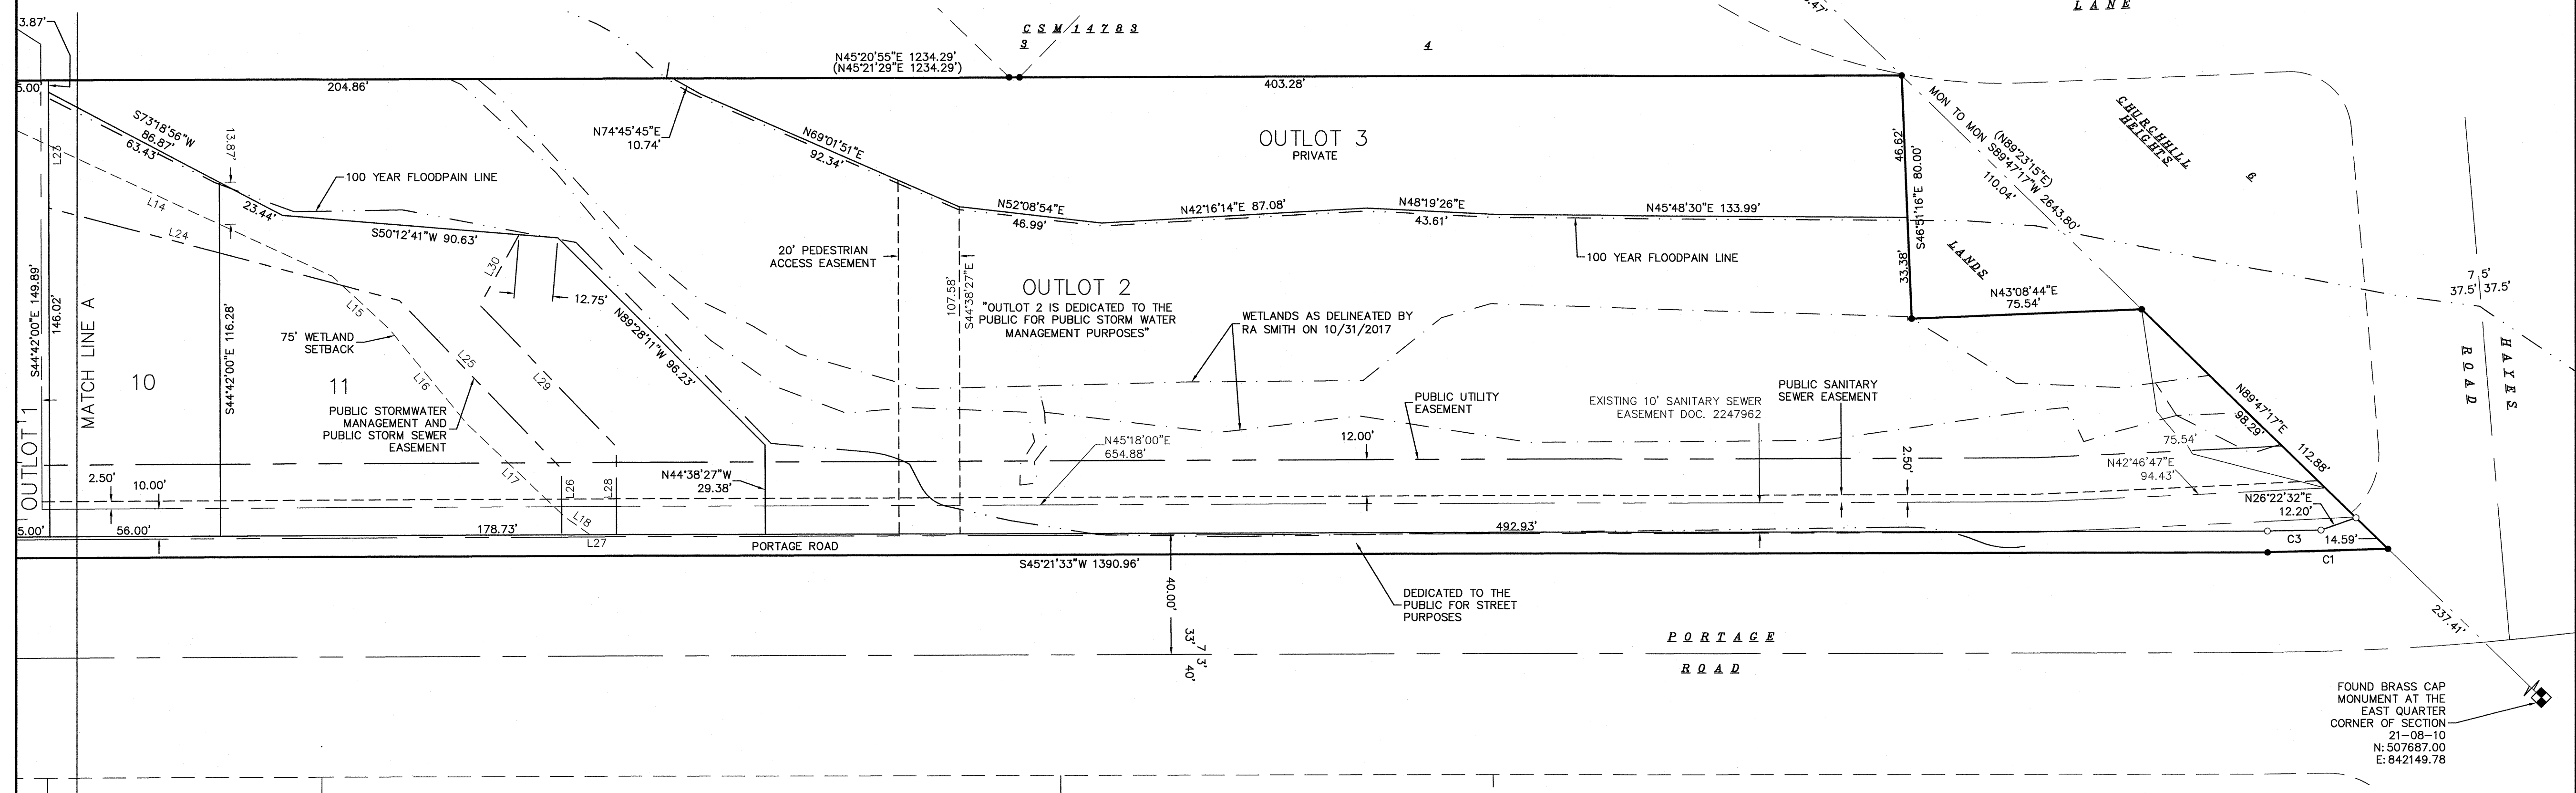 3.87'
5.00'
204.86'
C S M 1 4 7 8 3
3
4
L A N E
.47'
N45°20'55"E 1234.29'
(N45°21'29"E 1234.29')
403.28'
S73°18'56"W
86.87'
63.43'
13.87'
L23
L14
L24
100 YEAR FLOODPAIN LINE
23.44'
S50°12'41"W 90.63'
L30
12.75'
N74°45'45"E
10.74'
N69°01'51"E
92.34'
OUTLOT 3
PRIVATE
N52°08'54"E
46.99'
N42°16'14"E 87.08'
N48°19'26"E
43.61'
N45°48'30"E 133.99'
100 YEAR FLOODPAIN LINE
46.62'
33.38'
S46°51'16"E 80.00'
MON TO MON S89°47'17"W 2643.80'
(N89°23'15"E)
110.04'
CHURCHHILL
HEIGHTS
6
LANDS
N43°08'44"E
75.54'
7 5'
37.5' 37.5'
H A Y E S
R O A D
20' PEDESTRIAN
ACCESS EASEMENT
107.58'
S44°38'27"E
OUTLOT 2
"OUTLOT 2 IS DEDICATED TO THE
PUBLIC FOR PUBLIC STORM WATER
MANAGEMENT PURPOSES"
WETLANDS AS DELINEATED BY
RA SMITH ON 10/31/2017
S44°42'00"E 149.89'
146.02'
MATCH LINE A
OUTLOT 1
10
S44°42'00"E 116.28'
11
75' WETLAND
SETBACK
L15
L16
L17
L18
L25
L29
L26
L28
L27
N89°28'11"W 96.23'
PUBLIC STORMWATER
MANAGEMENT AND
PUBLIC STORM SEWER
EASEMENT
N44°38'27"W
29.38'
N45°18'00"E
654.88'
12.00'
PUBLIC UTILITY
EASEMENT
EXISTING 10' SANITARY SEWER
EASEMENT DOC. 2247962
PUBLIC SANITARY
SEWER EASEMENT
2.50'
N89°47'17"E
98.29'
112.88'
75.54'
N42°46'47"E
94.43'
N26°22'32"E
12.20'
14.59'
C3
C1
2.50'
10.00'
5.00'
56.00'
178.73'
492.93'
PORTAGE ROAD
S45°21'33"W 1390.96'
40.00'
33'
7 3'
40'
DEDICATED TO THE
PUBLIC FOR STREET
PURPOSES
P O R T A G E
R O A D
237.41'
FOUND BRASS CAP
MONUMENT AT THE
EAST QUARTER
CORNER OF SECTION
21-08-10
N: 507687.00
E: 842149.78